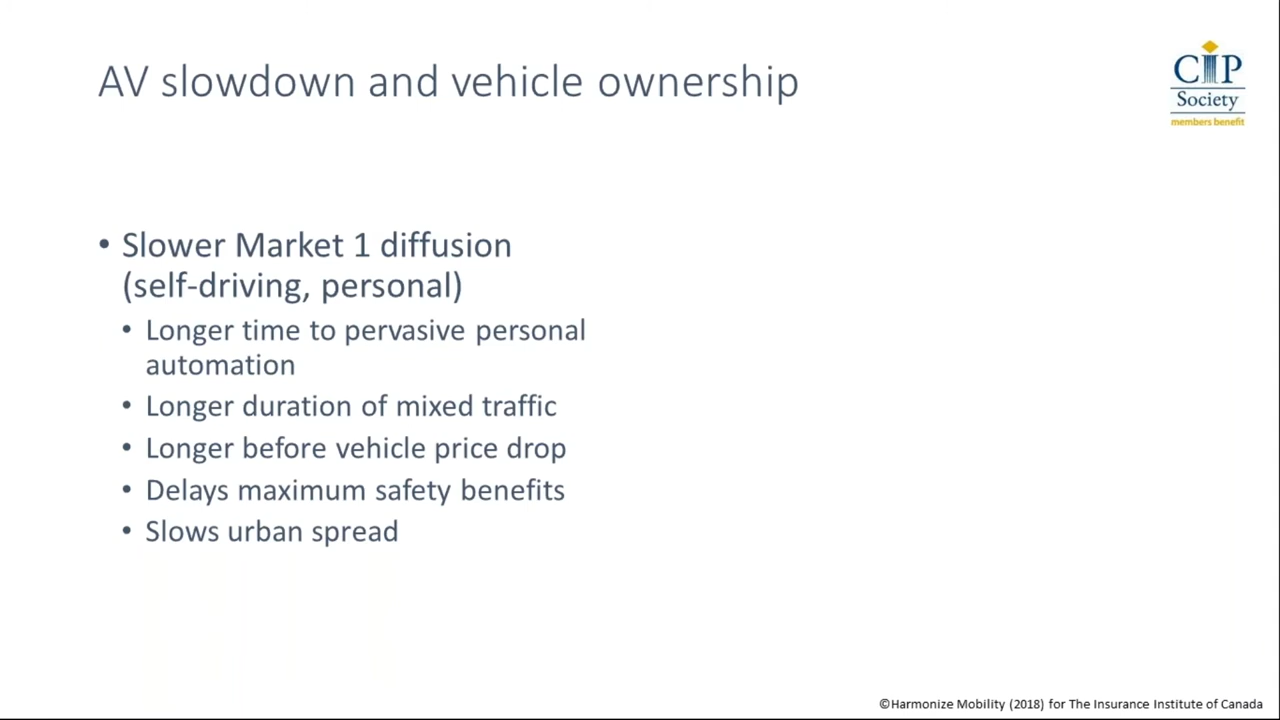 AV slowdown and vehicle ownership
CIP
Society
members benefit
• Slower Market 1 diffusion
(self-driving, personal)
• Longer time to pervasive personal
automation
• Longer duration of mixed traffic
• Longer before vehicle price drop
• Delays maximum safety benefits
• Slows urban spread
©Harmonize Mobility (2018) for The Insurance Institute of Canada